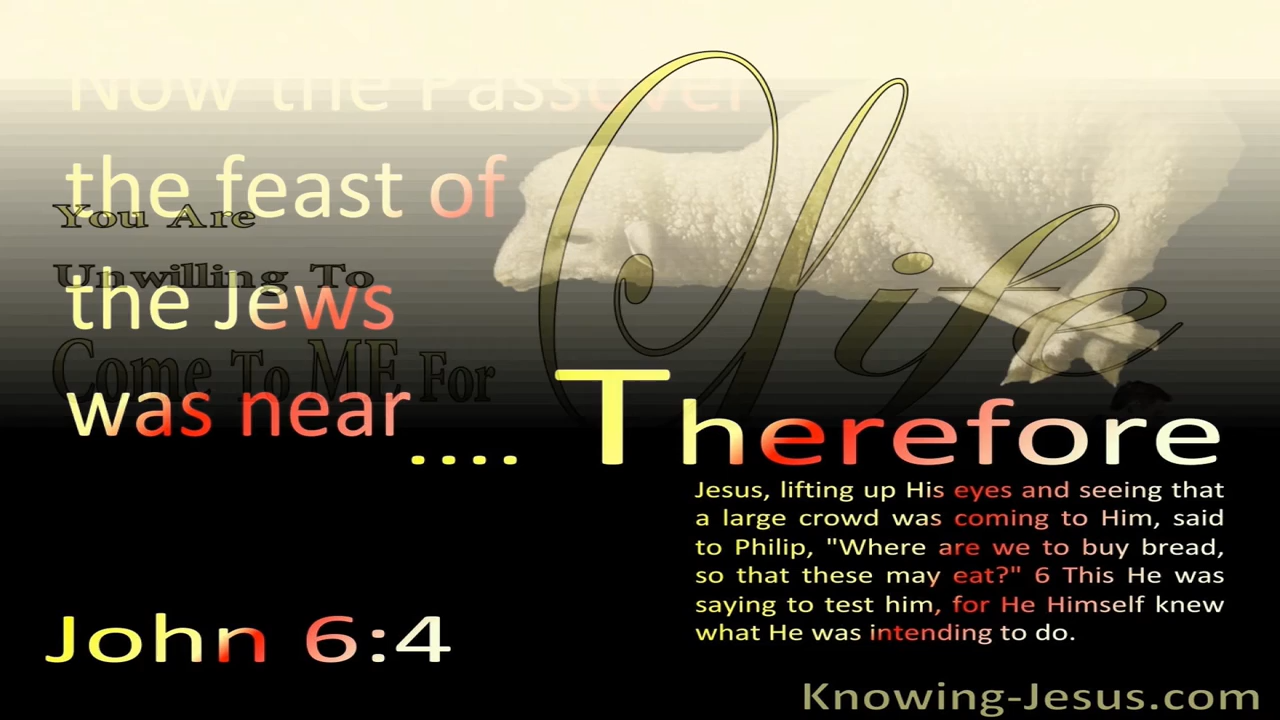 Now the Passover
the feast of
the Jews
was near
.... Therefore
You Are
Unwilling To
Come To ME For
Life
Jesus, lifting up His eyes and seeing that
a large crowd was coming to Him, said
to Philip, "Where are we to buy bread,
so that these may eat?" 6 This He was
saying to test him, for He Himself knew
what He was intending to do.
John 6:4
Knowing-Jesus.com